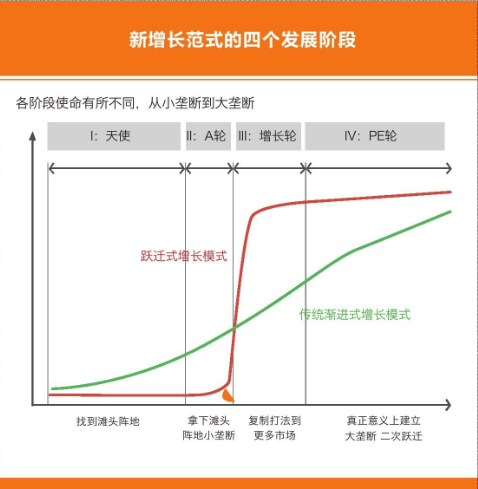 新增长范式的四个发展阶段
各阶段使命有所不同，从小垄断到大垄断
I：天使
II：A轮
III：增长轮
IV：PE轮
跃迁式增长模式
传统渐进式增长模式
找到滩头阵地
拿下滩头
阵地小垄断
复制打法到
更多市场
真正意义上建立
大垄断 二次跃迁